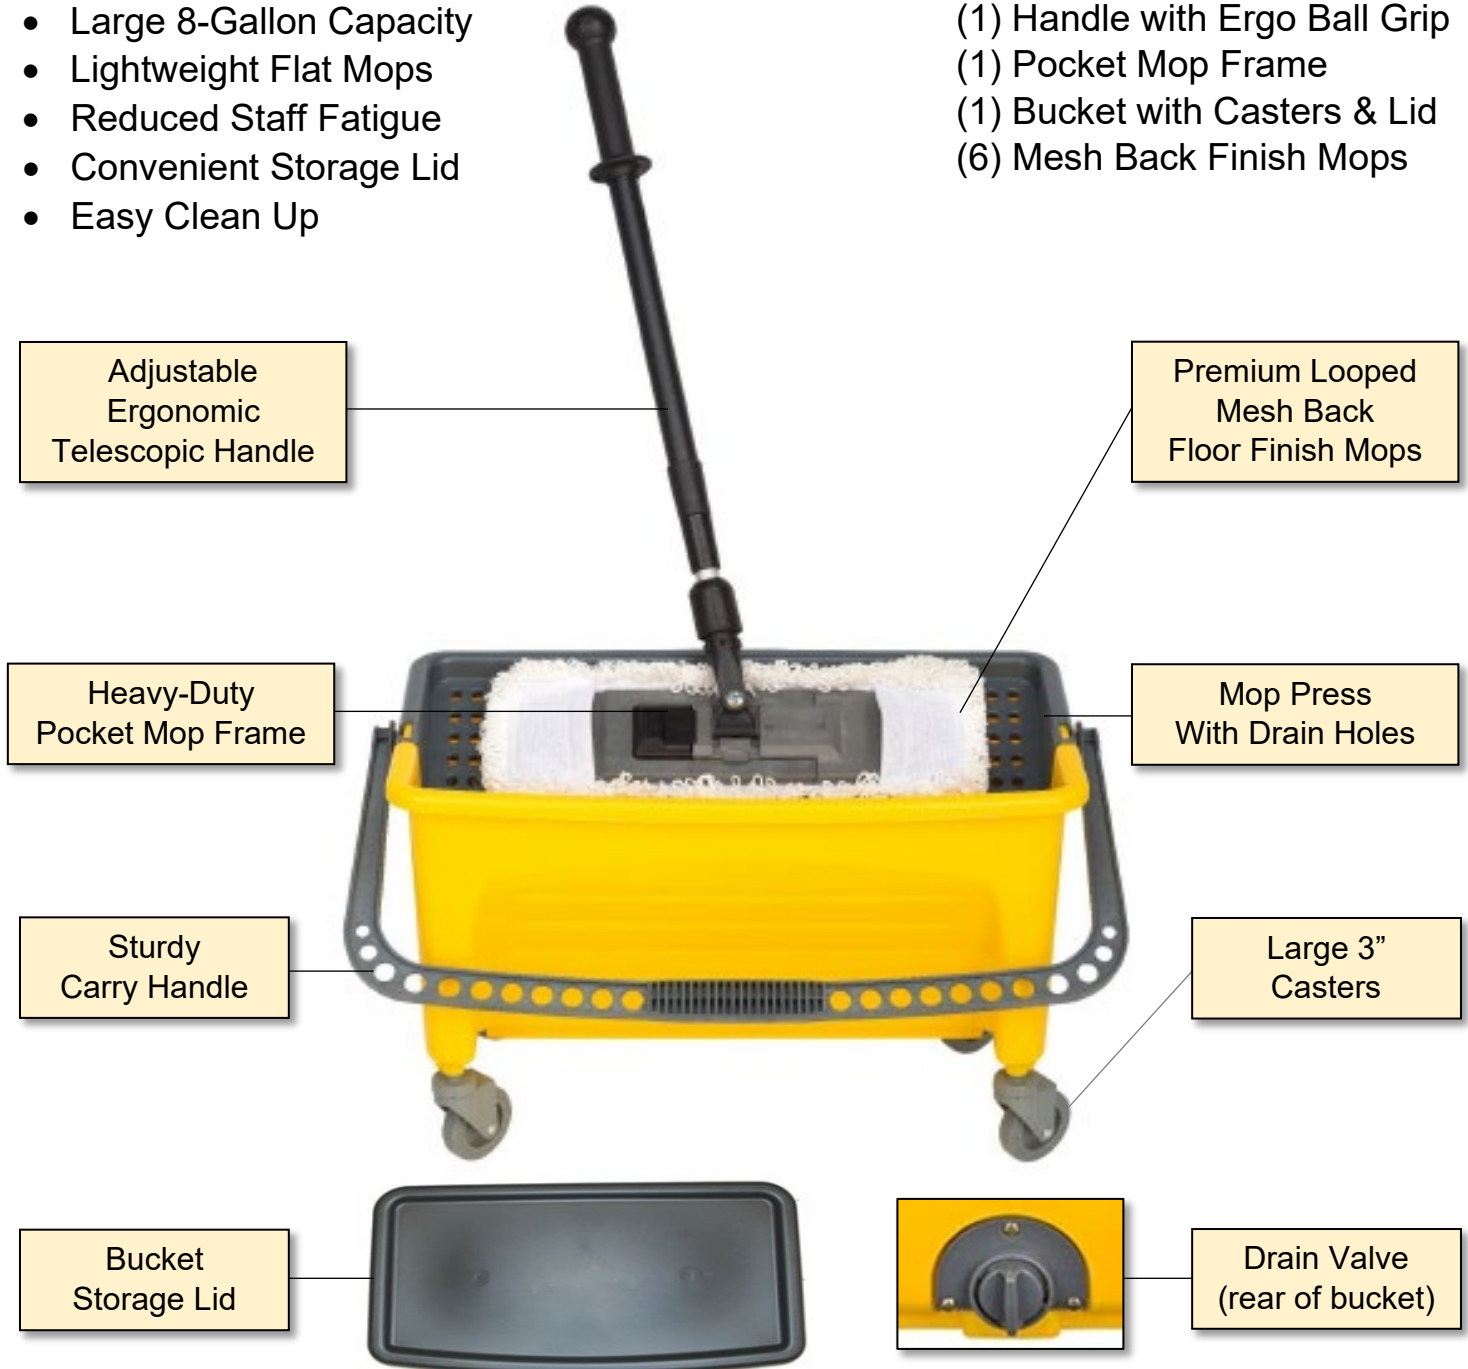 • Large 8-Gallon Capacity
• Lightweight Flat Mops
• Reduced Staff Fatigue
• Convenient Storage Lid
• Easy Clean Up
(1) Handle with Ergo Ball Grip
(1) Pocket Mop Frame
(1) Bucket with Casters & Lid
(6) Mesh Back Finish Mops
Adjustable
Ergonomic
Telescopic Handle
Premium Looped
Mesh Back
Floor Finish Mops
Heavy-Duty
Pocket Mop Frame
Mop Press
With Drain Holes
Sturdy
Carry Handle
Large 3”
Casters
Bucket
Storage Lid
Drain Valve
(rear of bucket)